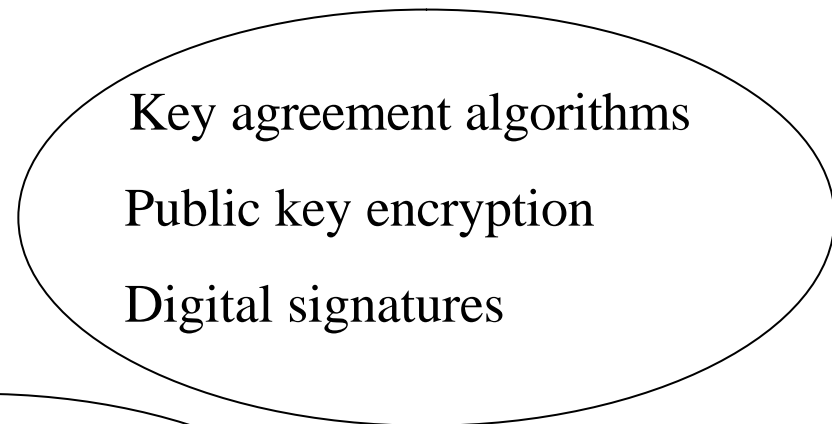 Key agreement algorithms
Public key encryption
Digital signatures